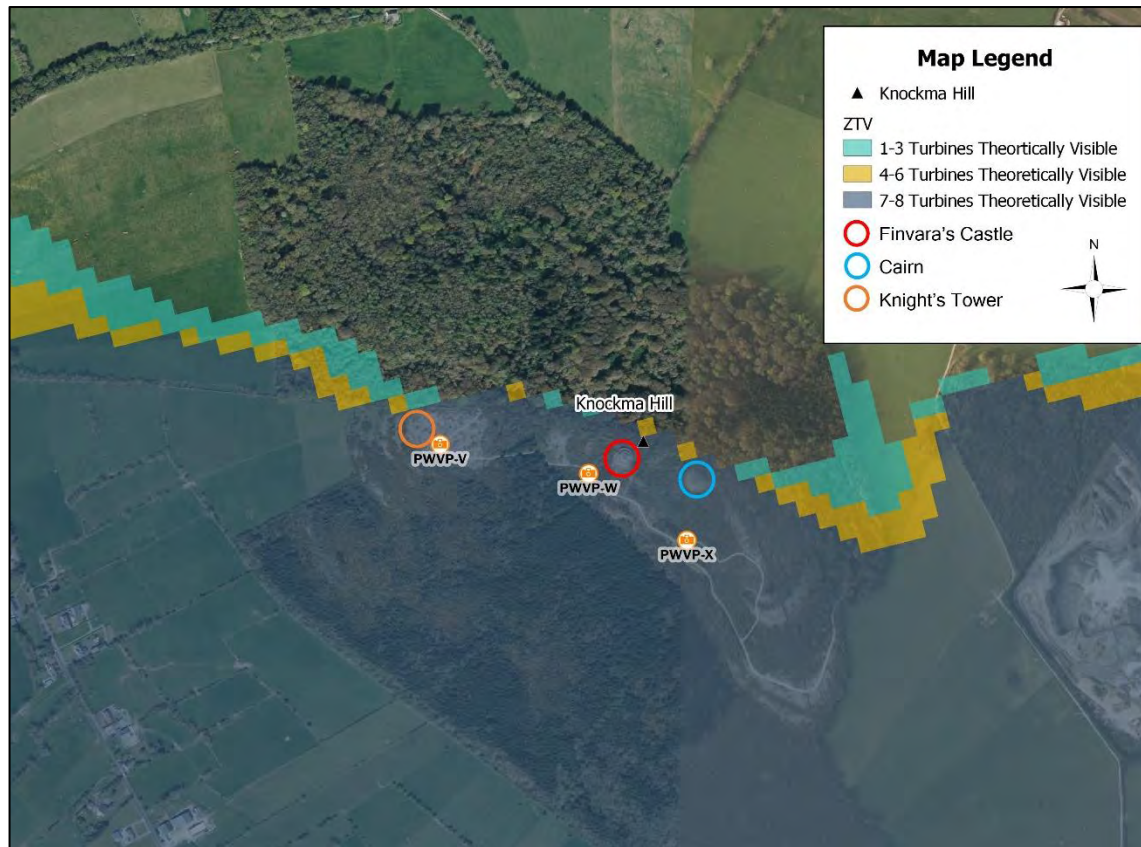 Map Legend
Knockma Hill
ZTV
1-3 Turbines Theortically Visible
4-6 Turbines Theoretically Visible
7-8 Turbines Theoretically Visible
Finvara's Castle
Cairn
Knight's Tower
N
Knockma Hill
PWVP-V
PWVP-W
PWVP-X